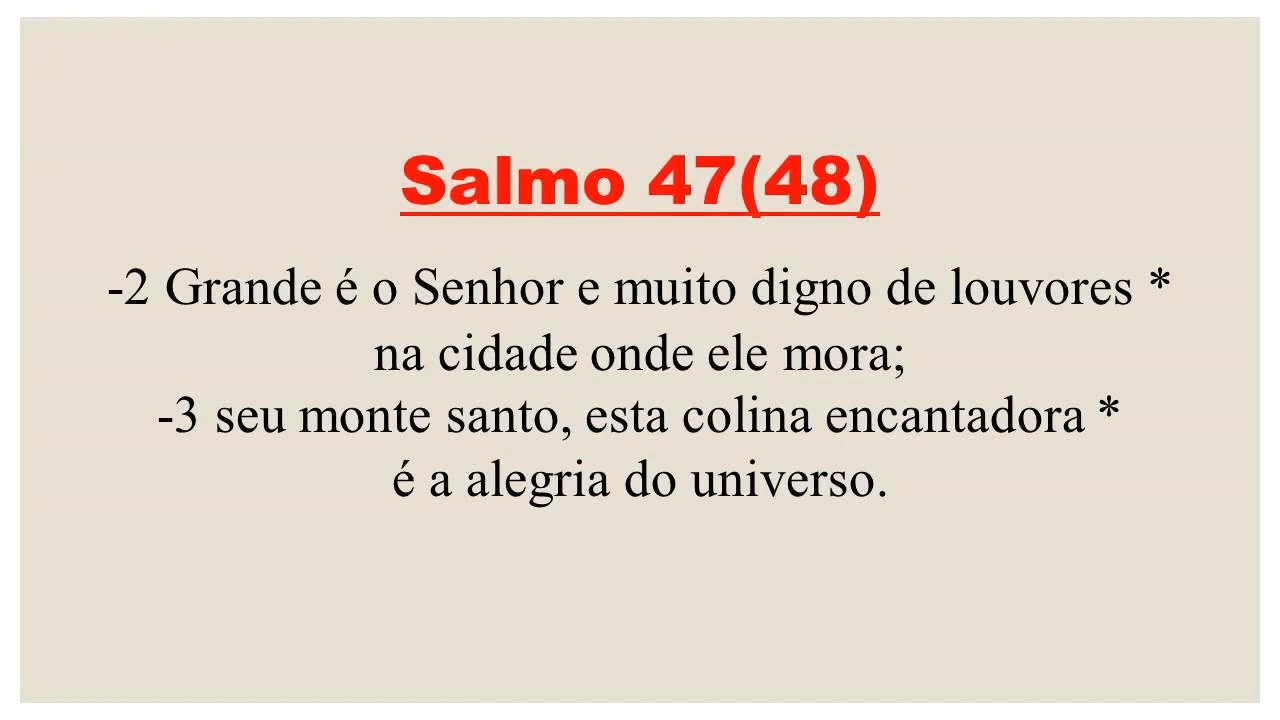 Salmo 47(48)
-2 Grande é o Senhor e muito digno de louvores *
na cidade onde ele mora;
-3 seu monte santo, esta colina encantadora *
é a alegria do universo.